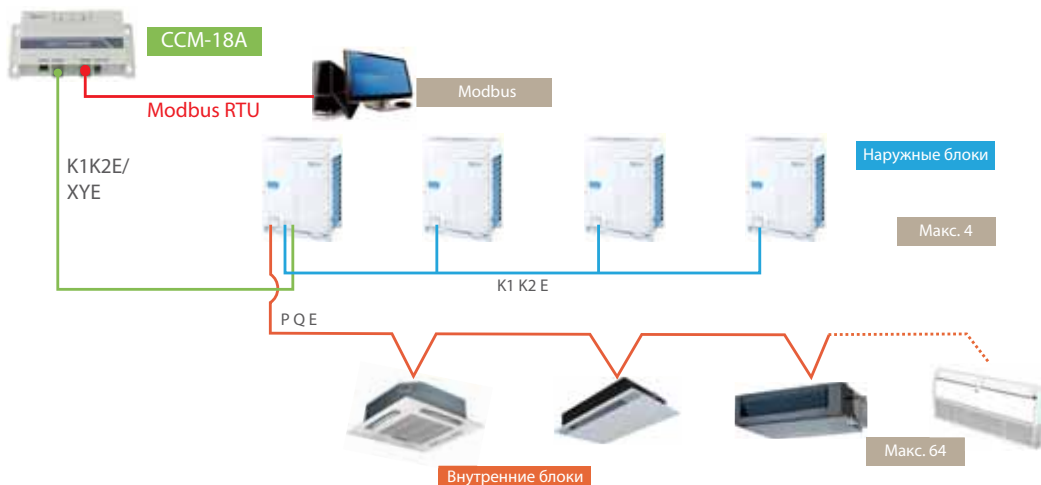 CCM-18A
Modbus RTU
Modbus
K1K2E/
XYE
Наружные блоки
Макс. 4
K1 K2 E
P Q E
Макс. 64
Внутренние блоки